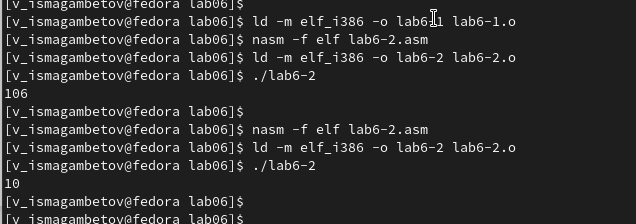 [v_ismagambetov@fedora lab06]$
[v_ismagambetov@fedora lab06]$ ld -m elf_i386 -o lab6-1 lab6-1.o
[v_ismagambetov@fedora lab06]$ nasm -f elf lab6-2.asm
[v_ismagambetov@fedora lab06]$ ld -m elf_i386 -o lab6-2 lab6-2.o
[v_ismagambetov@fedora lab06]$ ./lab6-2
106
[v_ismagambetov@fedora lab06]$
[v_ismagambetov@fedora lab06]$ nasm -f elf lab6-2.asm
[v_ismagambetov@fedora lab06]$ ld -m elf_i386 -o lab6-2 lab6-2.o
[v_ismagambetov@fedora lab06]$ ./lab6-2
10
[v_ismagambetov@fedora lab06]$
[v_ismagambetov@fedora lab06]$